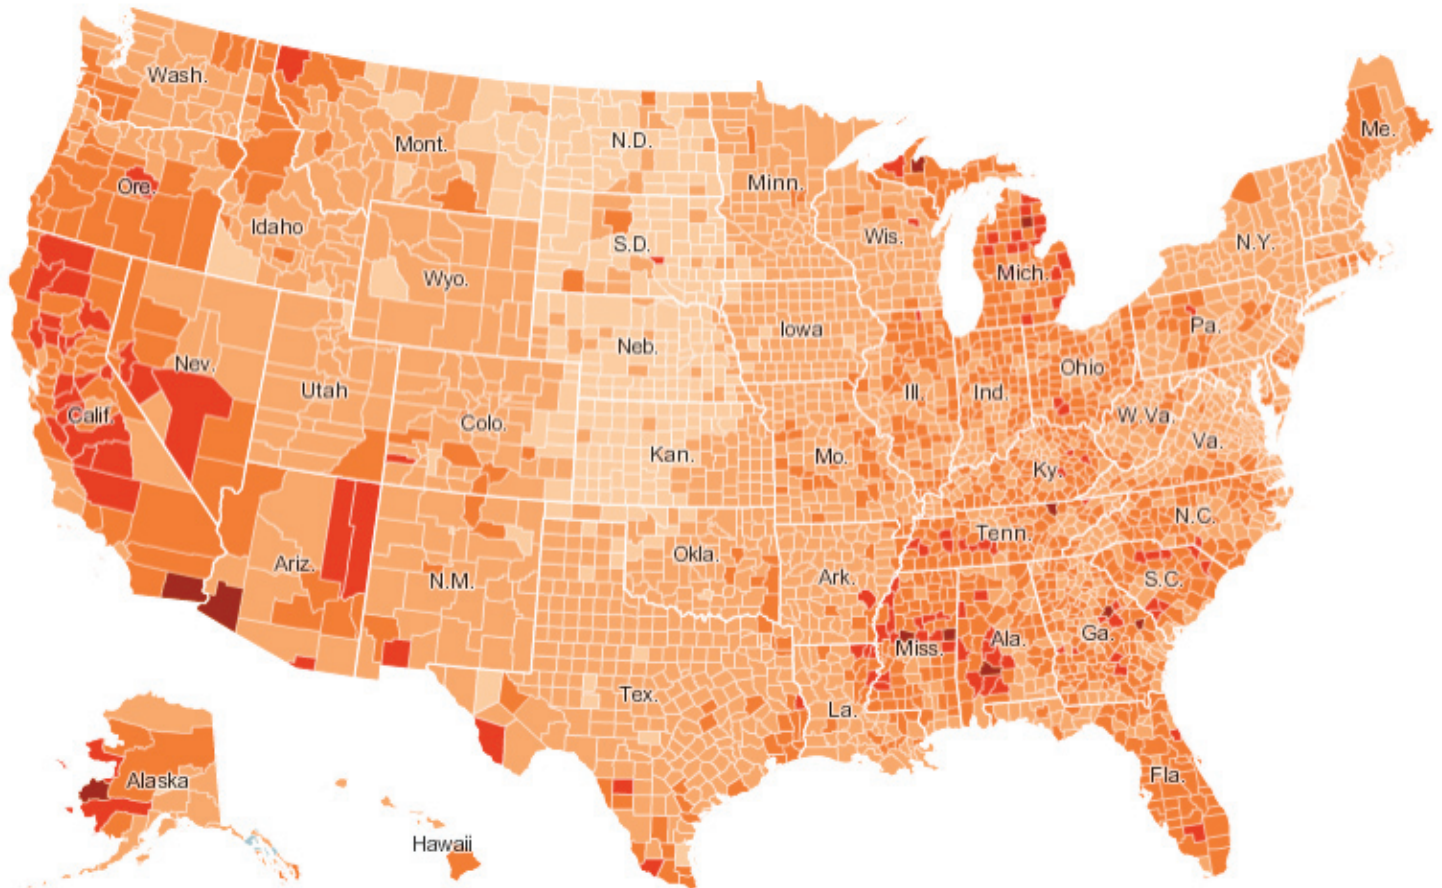 Wash.
Mont.
N.D.
Minn.
Me.
Ore.
Idaho
S.D.
Wis.
N.Y.
Wyo.
Mich.
Iowa
Pa.
Nev.
Neb.
Ohio
Utah
Ill.
Ind.
Calif.
Colo.
W.Va.
Va.
Kan.
Mo.
Ky.
N.C.
Tenn.
Ariz.
Okla.
Ark.
S.C.
N.M.
Ga.
Ala.
Miss.
Tex.
La.
Alaska
Fla.
Hawaii